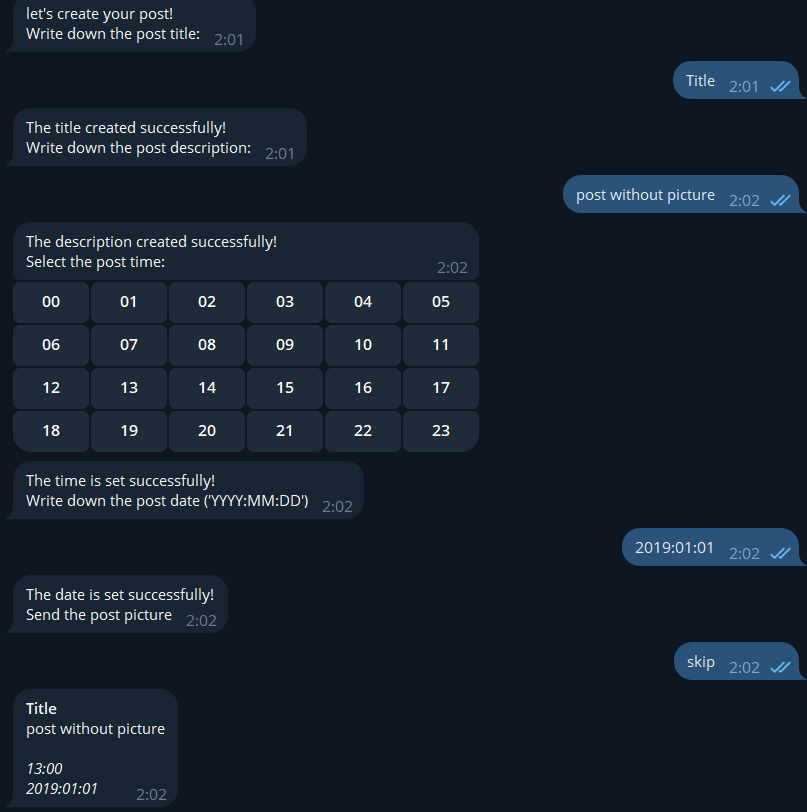 let's create your post!
Write down the post title: 2:01
Title 2:01
The title created successfully!
Write down the post description: 2:01
post without picture 2:02
The description created successfully!
Select the post time: 2:02
00 01 02 03 04 05
06 07 08 09 10 11
12 13 14 15 16 17
18 19 20 21 22 23
The time is set successfully!
Write down the post date ('YYYY:MM:DD') 2:02
2019:01:01 2:02
The date is set successfully!
Send the post picture 2:02
skip 2:02
Title
post without picture
13:00
2019:01:01 2:02